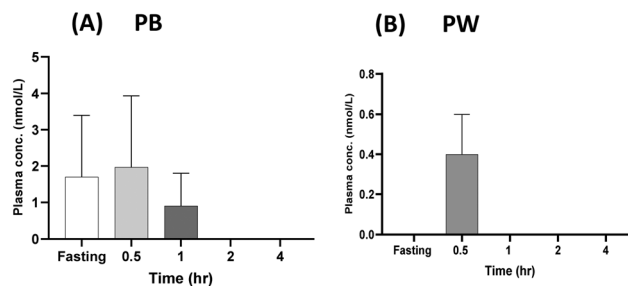 (A) PB
Plasma conc. (nmol/L)
5
4
3
2
1
0
Fasting 0.5 1 2 4
Time (hr)
(B) PW
Plasma conc. (nmol/L)
0.8
0.6
0.4
0.2
0.0
Fasting 0.5 1 2 4
Time (hr)